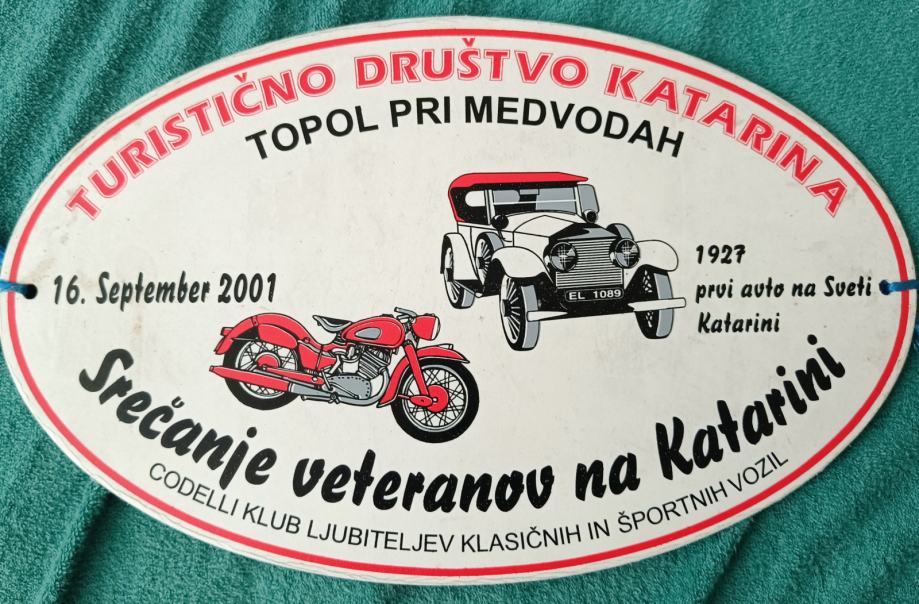 TURISTIČNO DRUŠTVO KATARINA
TOPOL PRI MEDVODAH
16. September 2001
EL 1089
1927
prvi avto na Sveti
Katarini
Srečanje veteranov na Katarini
CODELLI KLUB LJUBITELJEV KLASIČNIH IN ŠPORTNIH VOZIL